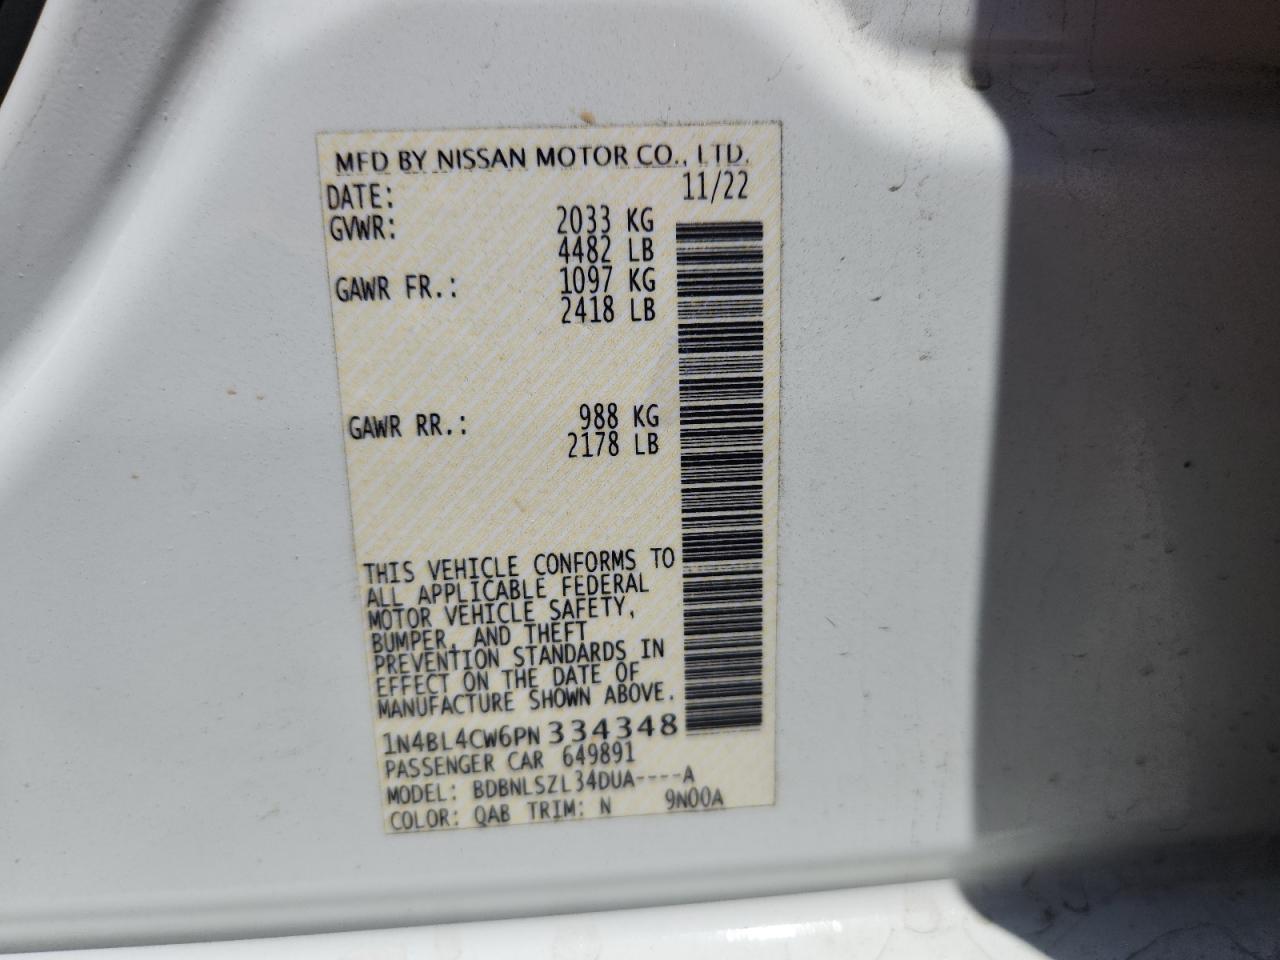 MFD BY NISSAN MOTOR CO., LTD.
DATE: 11/22
GVWR: 2033 KG
4482 LB
GAWR FR.: 1097 KG
2418 LB
GAWR RR.: 988 KG
2178 LB
THIS VEHICLE CONFORMS TO
ALL APPLICABLE FEDERAL
MOTOR VEHICLE SAFETY,
BUMPER, AND THEFT
PREVENTION STANDARDS IN
EFFECT ON THE DATE OF
MANUFACTURE SHOWN ABOVE.
1N4BL4CW6PN334348
PASSENGER CAR 649891
MODEL: BDBNLSZL34DUA----A
COLOR: QAB TRIM: N 9N00A